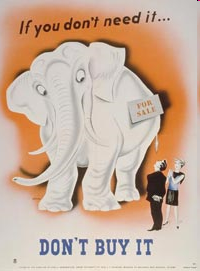 If you don't need it...
FOR
SALE
DON'T BUY IT